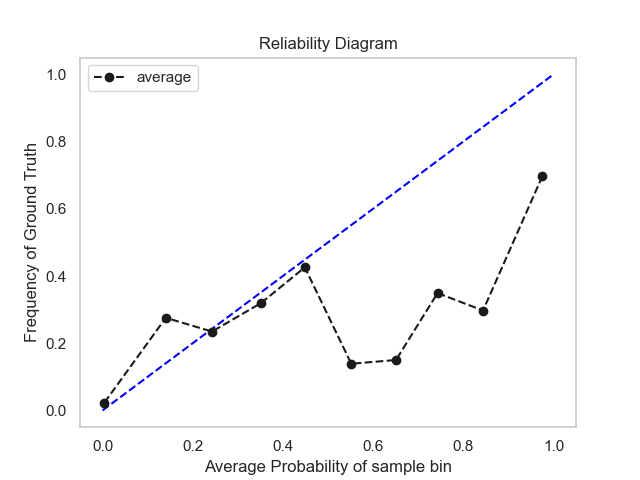 Reliability Diagram
average
Frequency of Ground Truth
1.0
0.8
0.6
0.4
0.2
0.0
0.0 0.2 0.4 0.6 0.8 1.0
Average Probability of sample bin